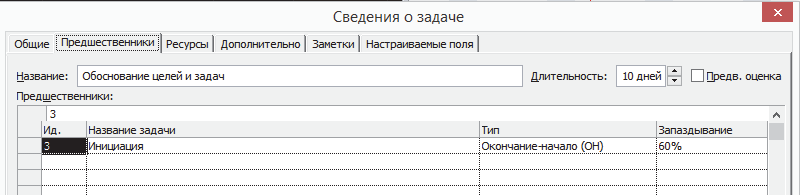 Сведения о задаче
Общие Предшественники Ресурсы Дополнительно Заметки Настраиваемые поля
Название: Обоснование целей и задач Длительность: 10 дней Предв. оценка
Предшественники:
3
Ид. Название задачи Тип Запаздывание
3 Инициация Окончание-начало (ОН) 60%